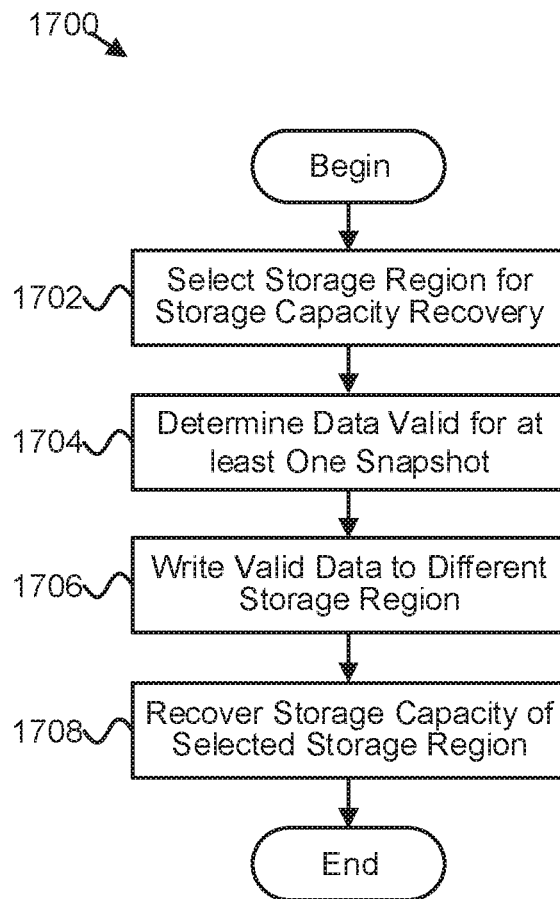 1700
Begin
1702
Select Storage Region for
Storage Capacity Recovery
1704
Determine Data Valid for at
least One Snapshot
1706
Write Valid Data to Different
Storage Region
1708
Recover Storage Capacity of
Selected Storage Region
End